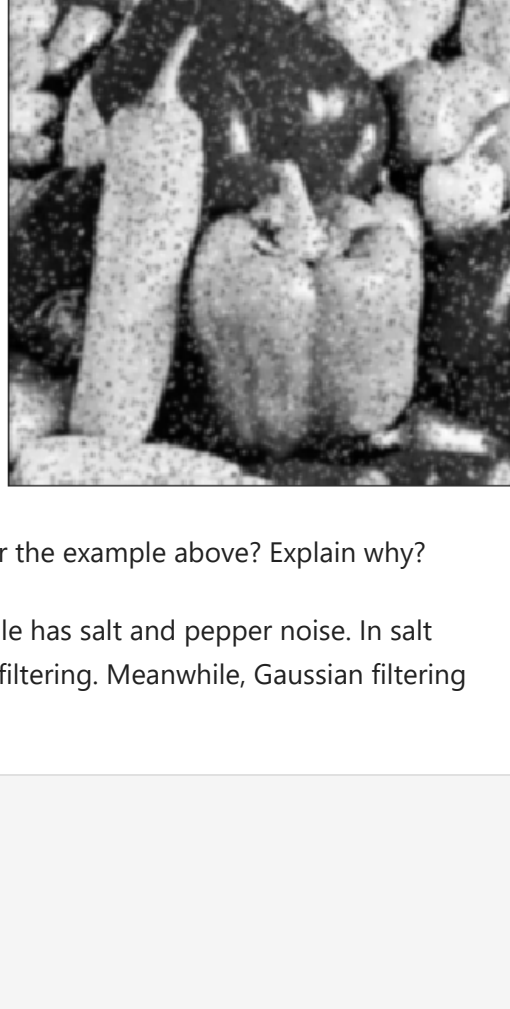 r the example above? Explain why?
le has salt and pepper noise. In salt
filtering. Meanwhile, Gaussian filtering